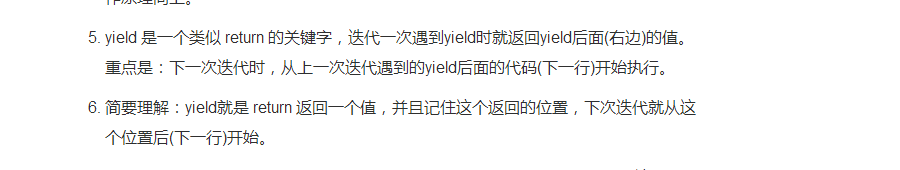 5. yield 是一个类似 return 的关键字，迭代一次遇到yield时就返回yield后面(右边)的值。
重点是：下一次迭代时，从上一次迭代遇到的yield后面的代码(下一行)开始执行。
6. 简要理解：yield就是 return 返回一个值，并且记住这个返回的位置，下次迭代就从这
个位置后(下一行)开始。